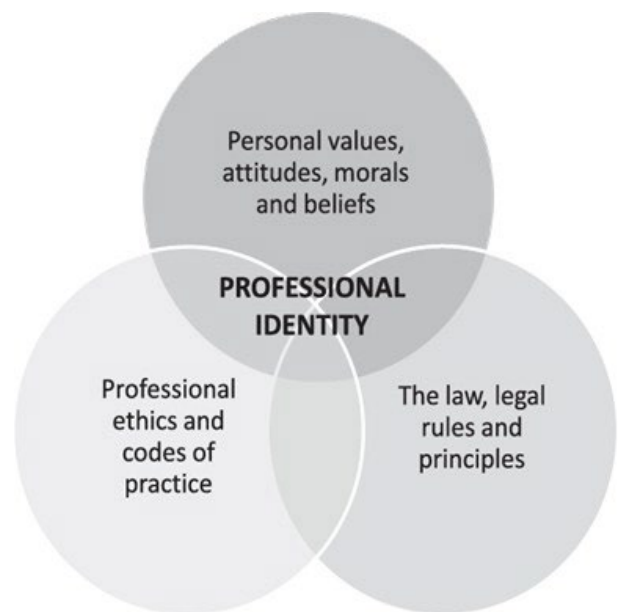 Personal values,
attitudes, morals
and beliefs
PROFESSIONAL
IDENTITY
Professional
ethics and
codes of
practice
The law, legal
rules and
principles